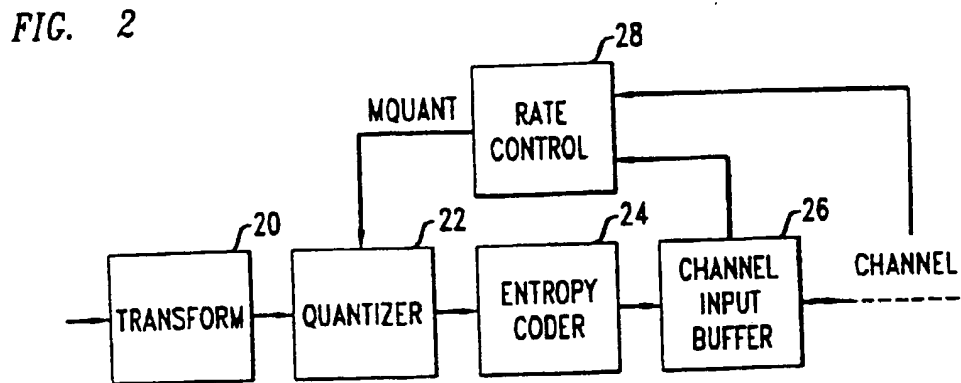 FIG. 2
28
MQUANT
RATE
CONTROL
20
22
24
26
TRANSFORM
QUANTIZER
ENTROPY
CODER
CHANNEL
INPUT
BUFFER
CHANNEL